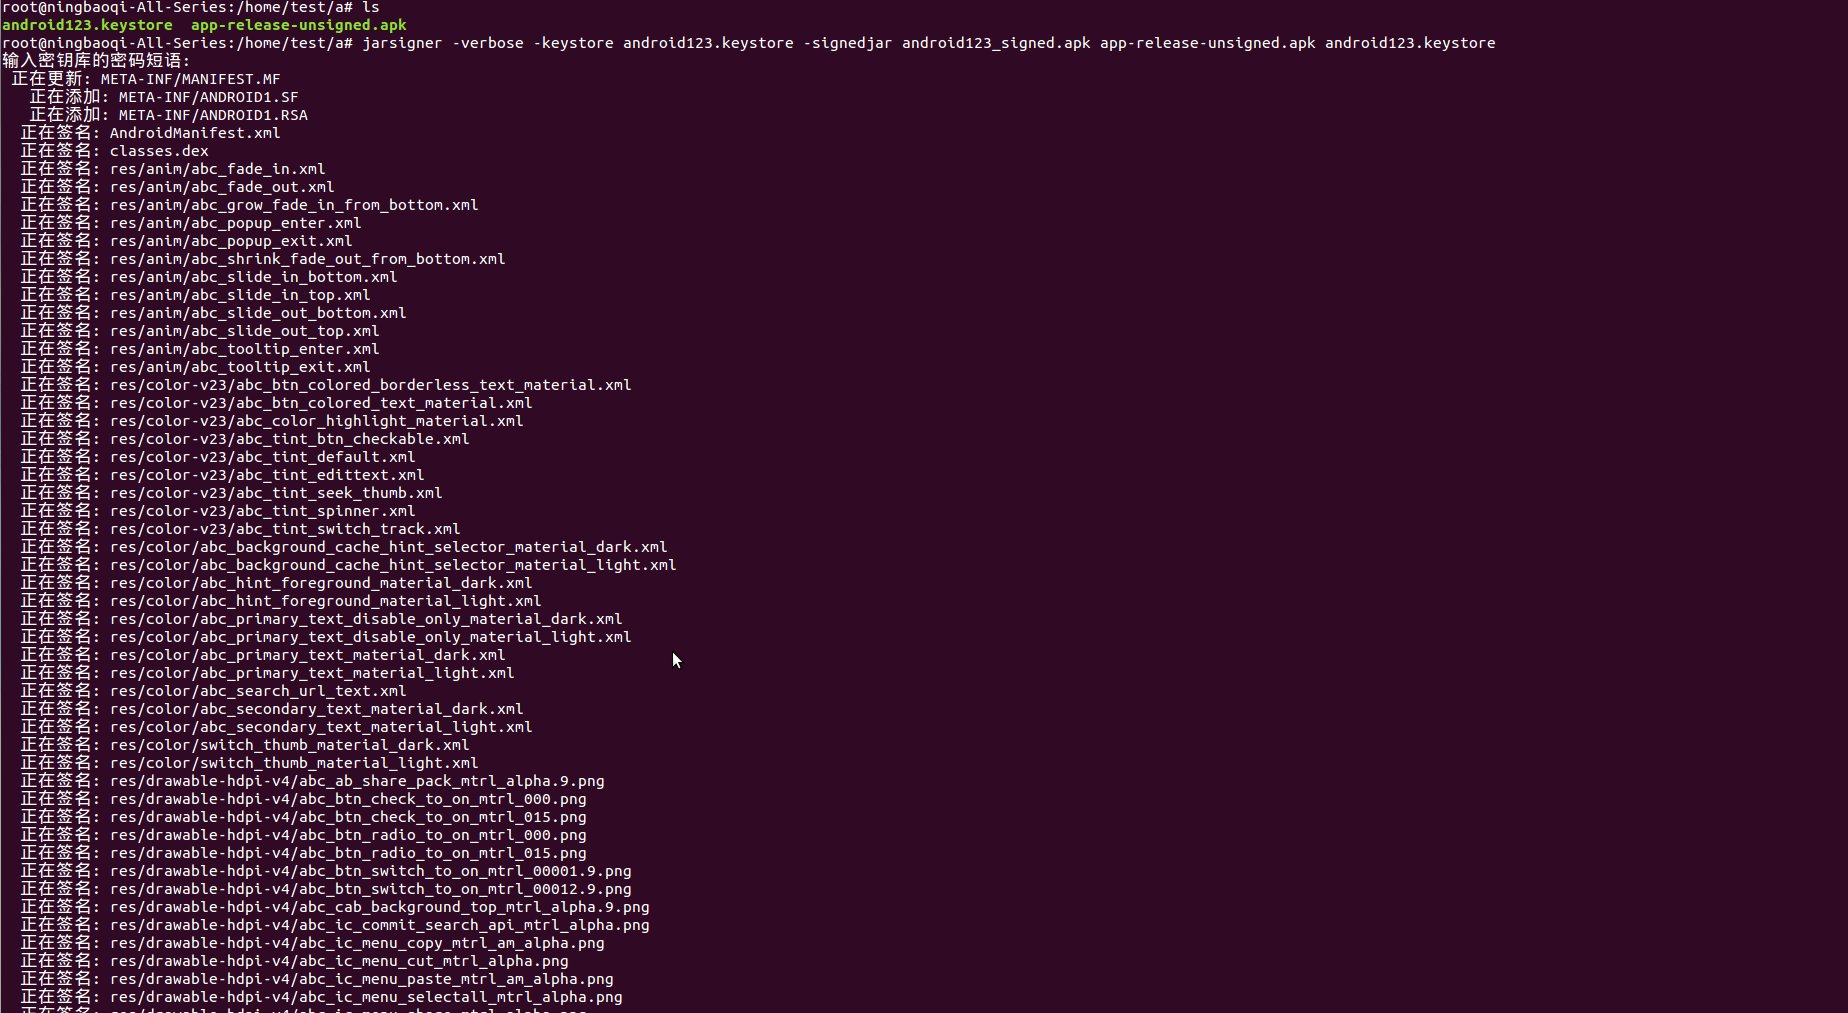 root@ningbaoqi-All-Series:/home/test/a# ls
android123.keystore  app-release-unsigned.apk
root@ningbaoqi-All-Series:/home/test/a# jarsigner -verbose -keystore android123.keystore -signedjar android123_signed.apk app-release-unsigned.apk android123.keystore
输入密钥库的密码短语:
正在更新: META-INF/MANIFEST.MF
正在添加: META-INF/ANDROID1.SF
正在添加: META-INF/ANDROID1.RSA
正在签名: AndroidManifest.xml
正在签名: classes.dex
正在签名: res/anim/abc_fade_in.xml
正在签名: res/anim/abc_fade_out.xml
正在签名: res/anim/abc_grow_fade_in_from_bottom.xml
正在签名: res/anim/abc_popup_enter.xml
正在签名: res/anim/abc_popup_exit.xml
正在签名: res/anim/abc_shrink_fade_out_from_bottom.xml
正在签名: res/anim/abc_slide_in_bottom.xml
正在签名: res/anim/abc_slide_in_top.xml
正在签名: res/anim/abc_slide_out_bottom.xml
正在签名: res/anim/abc_slide_out_top.xml
正在签名: res/anim/abc_tooltip_enter.xml
正在签名: res/anim/abc_tooltip_exit.xml
正在签名: res/color-v23/abc_btn_colored_borderless_text_material.xml
正在签名: res/color-v23/abc_btn_colored_text_material.xml
正在签名: res/color-v23/abc_color_highlight_material.xml
正在签名: res/color-v23/abc_tint_btn_checkable.xml
正在签名: res/color-v23/abc_tint_default.xml
正在签名: res/color-v23/abc_tint_edittext.xml
正在签名: res/color-v23/abc_tint_seek_thumb.xml
正在签名: res/color-v23/abc_tint_spinner.xml
正在签名: res/color-v23/abc_tint_switch_track.xml
正在签名: res/color/abc_background_cache_hint_selector_material_dark.xml
正在签名: res/color/abc_background_cache_hint_selector_material_light.xml
正在签名: res/color/abc_hint_foreground_material_dark.xml
正在签名: res/color/abc_hint_foreground_material_light.xml
正在签名: res/color/abc_primary_text_disable_only_material_dark.xml
正在签名: res/color/abc_primary_text_disable_only_material_light.xml
正在签名: res/color/abc_primary_text_material_dark.xml
正在签名: res/color/abc_primary_text_material_light.xml
正在签名: res/color/abc_search_url_text.xml
正在签名: res/color/abc_secondary_text_material_dark.xml
正在签名: res/color/abc_secondary_text_material_light.xml
正在签名: res/color/switch_thumb_material_dark.xml
正在签名: res/color/switch_thumb_material_light.xml
正在签名: res/drawable-hdpi-v4/abc_ab_share_pack_mtrl_alpha.9.png
正在签名: res/drawable-hdpi-v4/abc_btn_check_to_on_mtrl_000.png
正在签名: res/drawable-hdpi-v4/abc_btn_check_to_on_mtrl_015.png
正在签名: res/drawable-hdpi-v4/abc_btn_radio_to_on_mtrl_000.png
正在签名: res/drawable-hdpi-v4/abc_btn_radio_to_on_mtrl_015.png
正在签名: res/drawable-hdpi-v4/abc_btn_switch_to_on_mtrl_00001.9.png
正在签名: res/drawable-hdpi-v4/abc_btn_switch_to_on_mtrl_00012.9.png
正在签名: res/drawable-hdpi-v4/abc_cab_background_top_mtrl_alpha.9.png
正在签名: res/drawable-hdpi-v4/abc_ic_commit_search_api_mtrl_alpha.png
正在签名: res/drawable-hdpi-v4/abc_ic_menu_copy_mtrl_am_alpha.png
正在签名: res/drawable-hdpi-v4/abc_ic_menu_cut_mtrl_alpha.png
正在签名: res/drawable-hdpi-v4/abc_ic_menu_paste_mtrl_am_alpha.png
正在签名: res/drawable-hdpi-v4/abc_ic_menu_selectall_mtrl_alpha.png